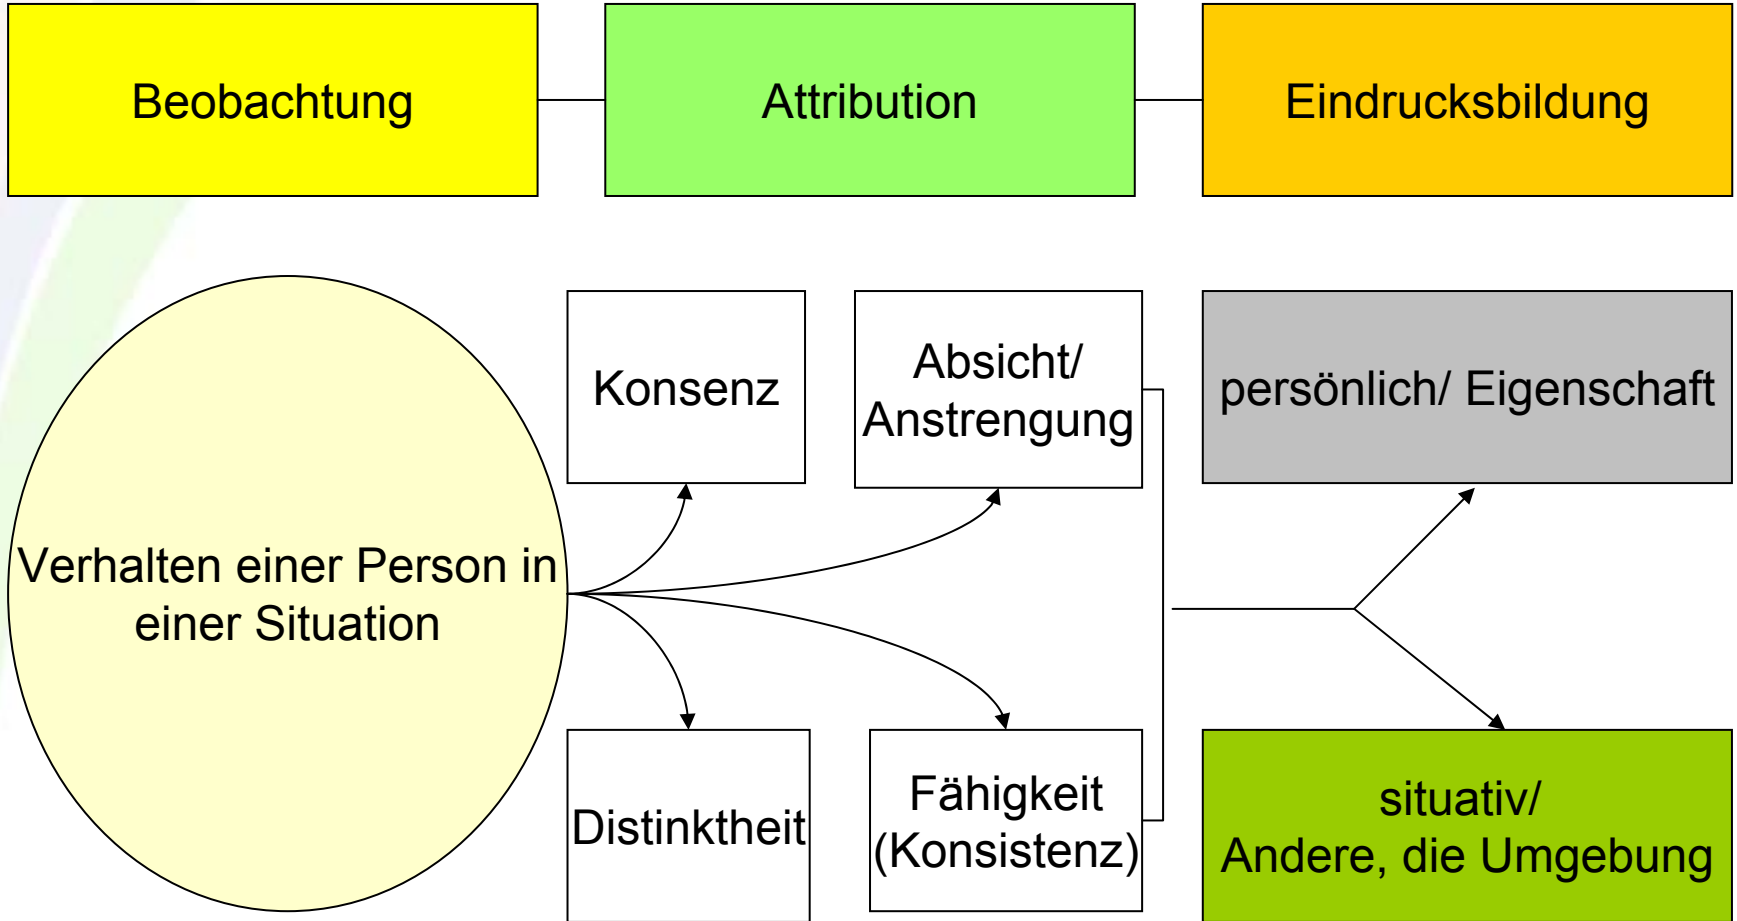 Beobachtung
Attribution
Eindrucksbildung
Verhalten einer Person in
einer Situation
Konsenz
Absicht/
Anstrengung
persönlich/ Eigenschaft
Distinktheit
Fähigkeit
(Konsistenz)
situativ/
Andere, die Umgebung